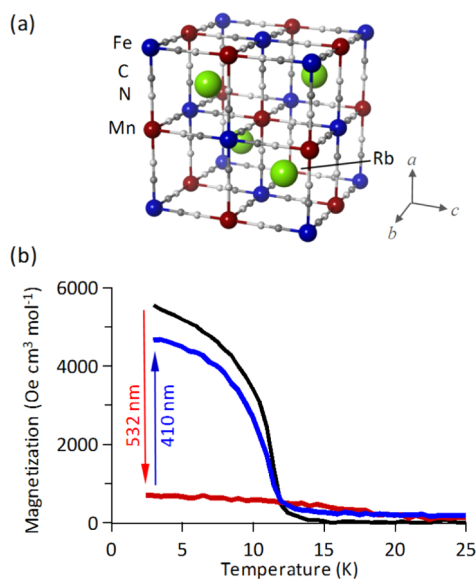 (a)
Fe
C
N
Mn
Rb
a
b
c
(b)
Magnetization (Oe cm³ mol⁻¹)
6000
4000
2000
0
532 nm
410 nm
0 5 10 15 20 25
Temperature (K)